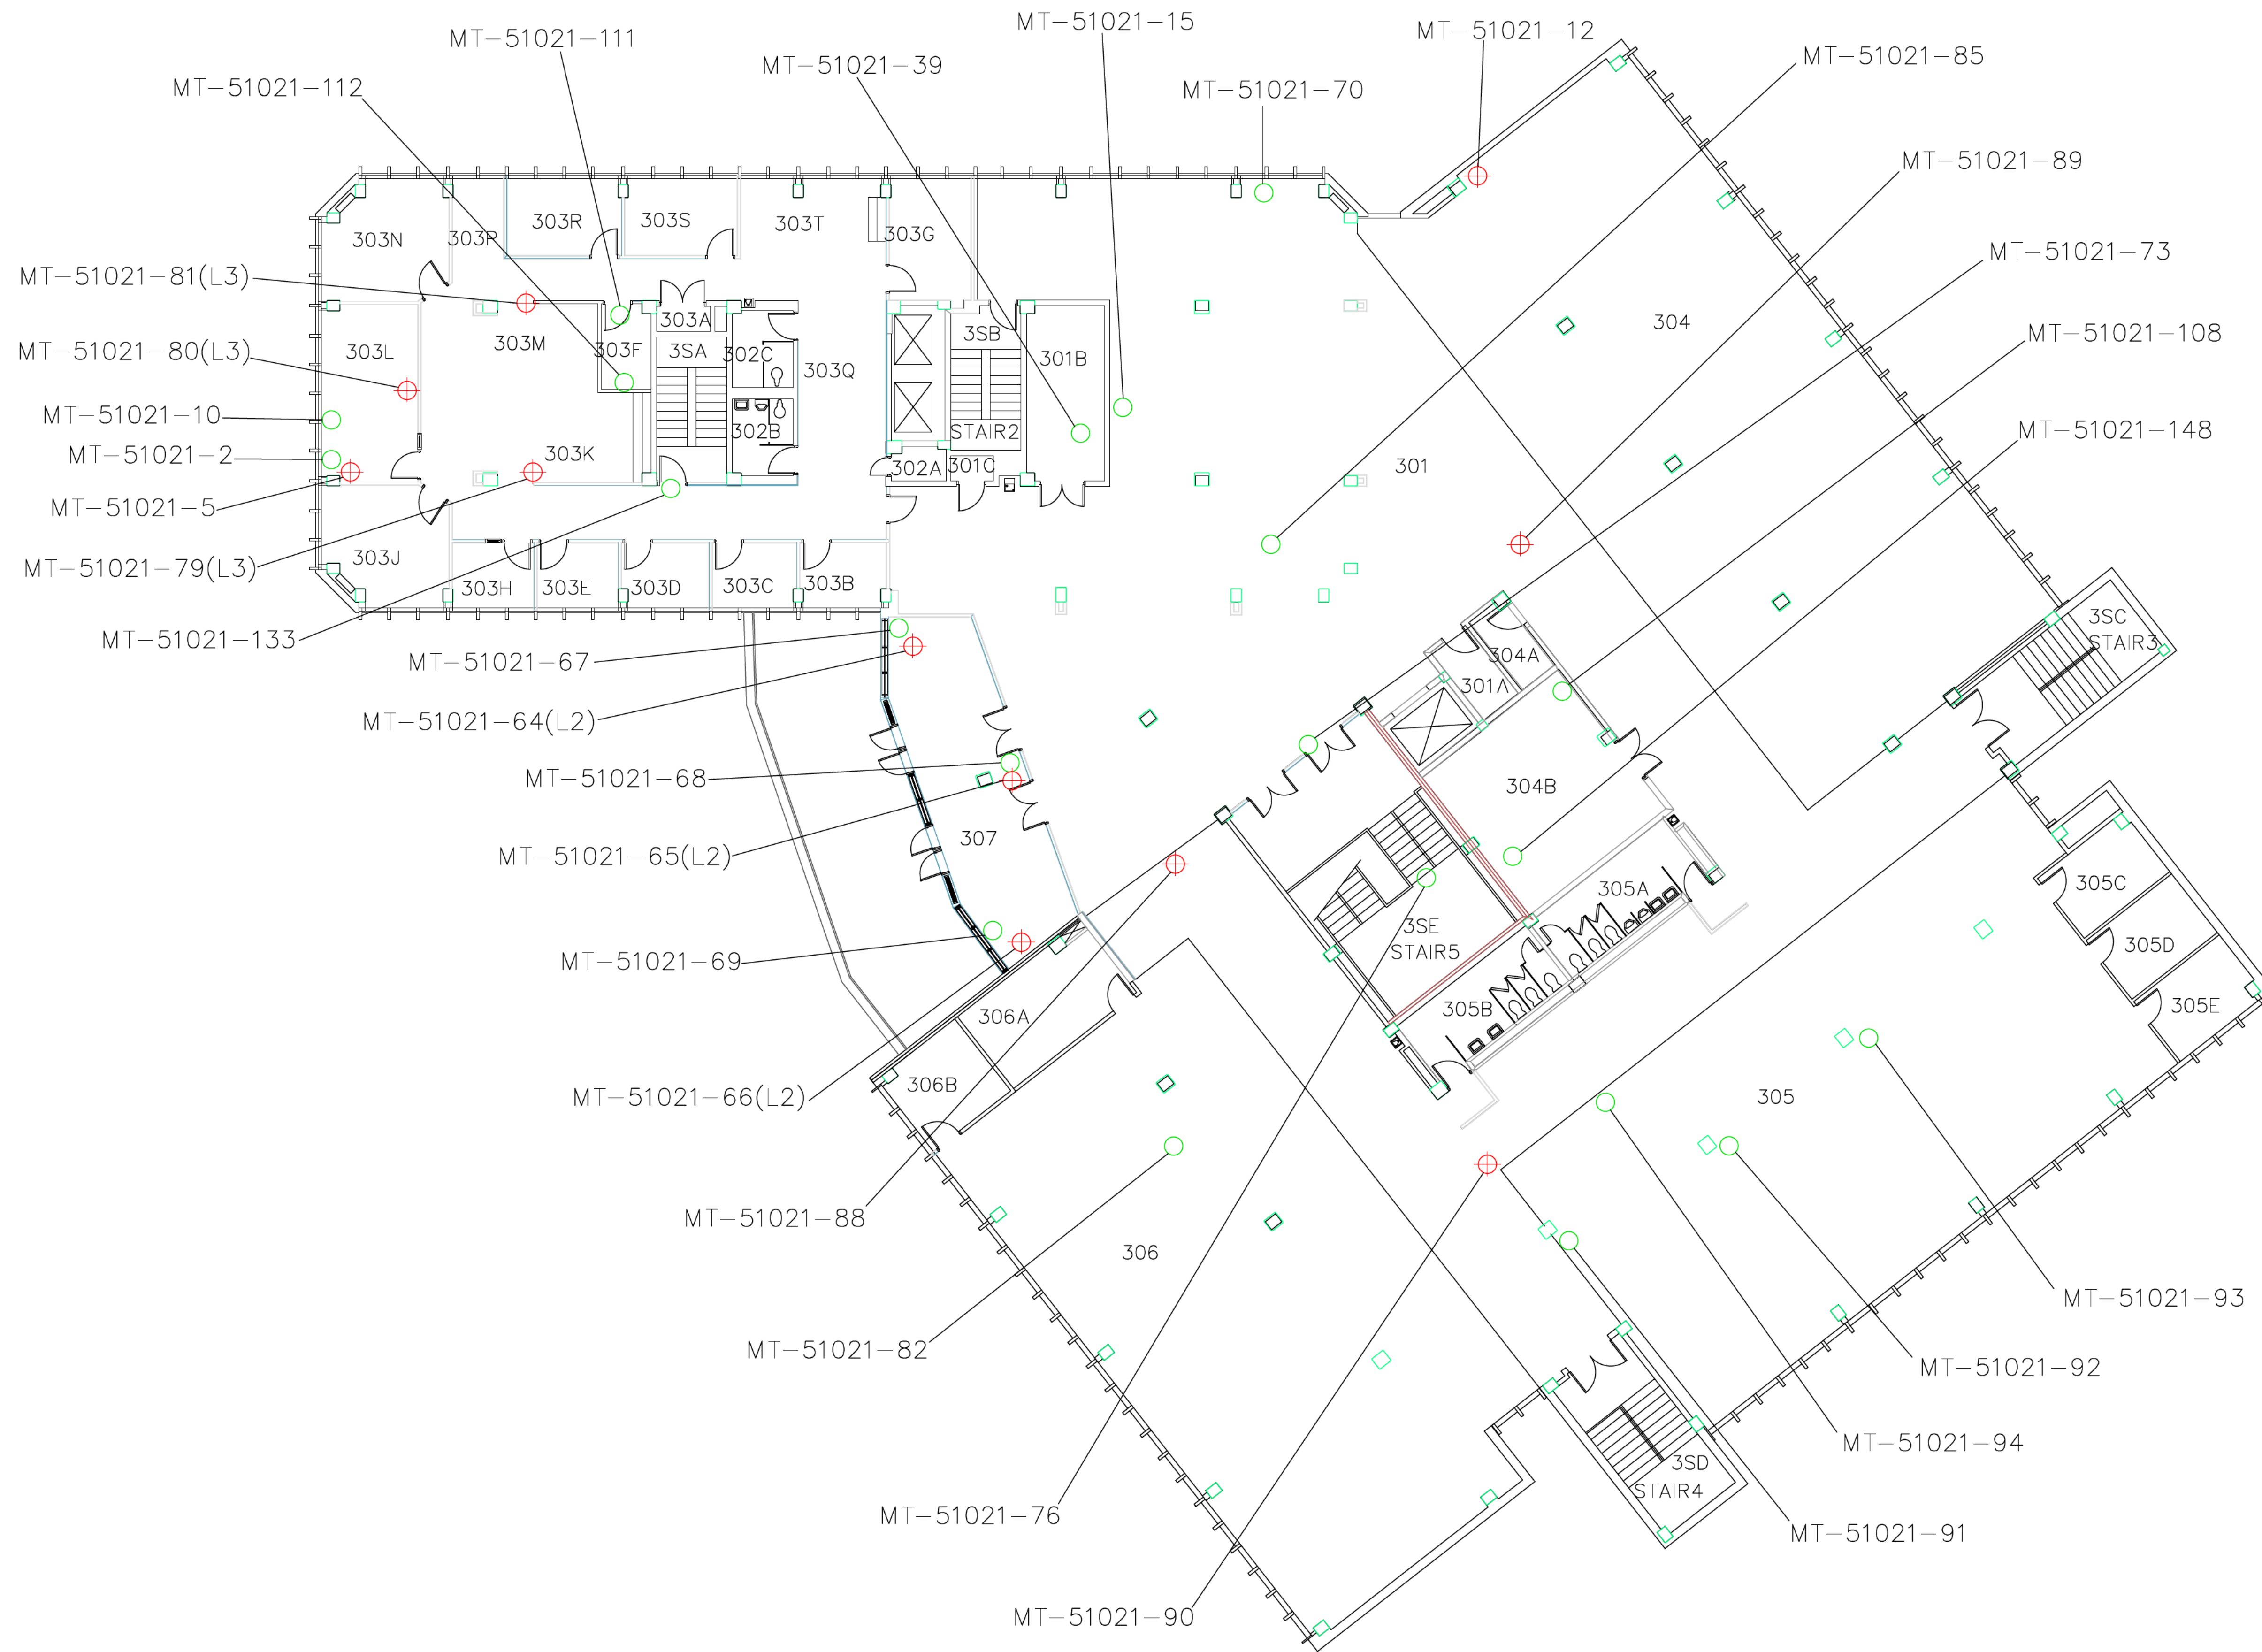 MT-51021-15
MT-51021-12
MT-51021-111
MT-51021-39
MT-51021-85
MT-51021-112
MT-51021-70
MT-51021-89
303N
303P
303R
303S
303T
303G
MT-51021-73
MT-51021-81(L3)
303A
304
3SB
MT-51021-108
303M
303F
3SA
302C
301B
MT-51021-80(L3)
303L
303Q
MT-51021-10
302B
STAIR2
MT-51021-148
MT-51021-2
303K
302A
301C
301
MT-51021-5
MT-51021-79(L3)
303J
303H
303E
303D
303C
303B
3SC
STAIR3
MT-51021-133
304A
MT-51021-67
301A
MT-51021-64(L2)
MT-51021-68
304B
307
MT-51021-65(L2)
305A
305C
3SE
STAIR5
305D
MT-51021-69
305B
305E
306A
306B
MT-51021-66(L2)
305
MT-51021-88
306
MT-51021-93
MT-51021-82
MT-51021-92
MT-51021-94
3SD
STAIR4
MT-51021-76
MT-51021-91
MT-51021-90